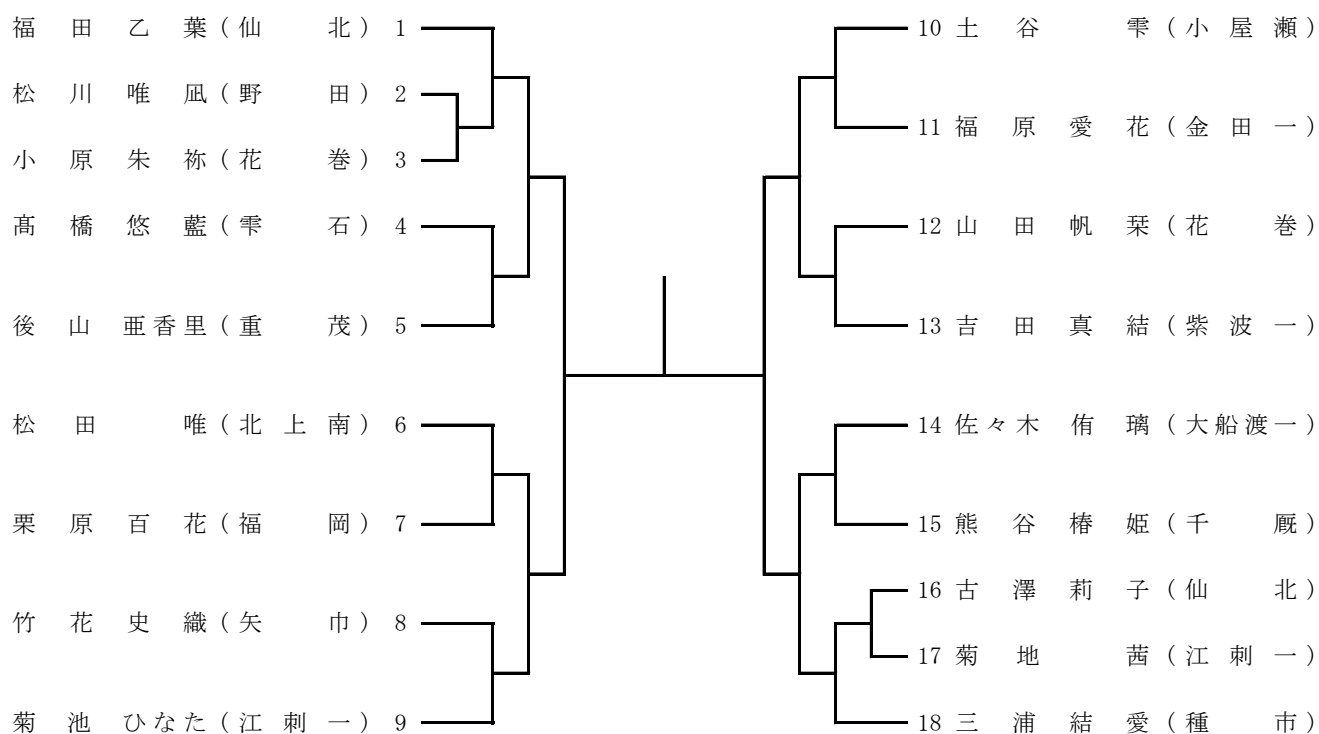 福田乙葉(仙北) 1
松川唯凪(野田) 2
小原朱祢(花巻) 3
髙橋悠藍(雫石) 4
後山亜香里(重茂) 5
松田唯(北上南) 6
栗原百花(福岡) 7
竹花史織(矢巾) 8
菊池ひなた(江刺一) 9
10 土谷雫(小屋瀬)
11 福原愛花(金田一)
12 山田帆栞(花巻)
13 吉田真結(紫波一)
14 佐々木侑璃(大船渡一)
15 熊谷椿姫(千厩)
16 古澤莉子(仙北)
17 菊地茜(江刺一)
18 三浦結愛(種市)